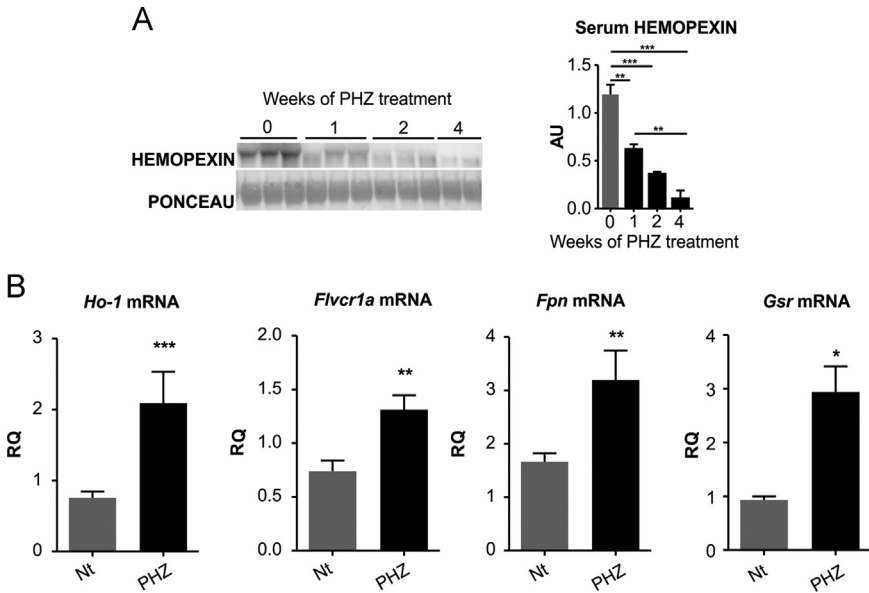 A
Serum HEMOPEXIN
Weeks of PHZ treatment
0 1 2 4
HEMOPEXIN
PONCEAU
***
***
**
**
AU
1.5
1.0
0.5
0.0
0 1 2 4
Weeks of PHZ treatment
B
Ho-1 mRNA
RQ
3
2
1
0
***
Nt PHZ
Flvcr1a mRNA
RQ
2.0
1.5
1.0
0.5
0.0
**
Nt PHZ
Fpn mRNA
RQ
4
3
2
1
0
**
Nt PHZ
Gsr mRNA
RQ
4
3
2
1
0
*
Nt PHZ